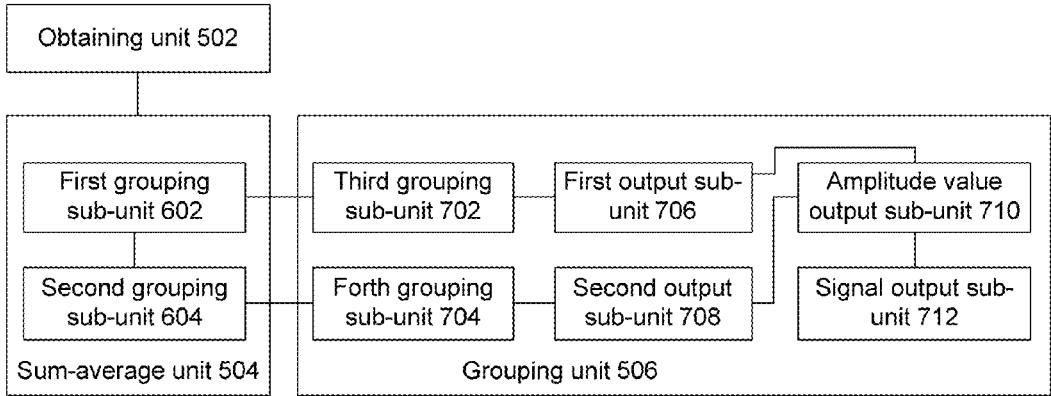 Obtaining unit 502
First grouping
sub-unit 602
Third grouping
sub-unit 702
First output sub-
unit 706
Amplitude value
output sub-unit 710
Second grouping
sub-unit 604
Forth grouping
sub-unit 704
Second output
sub-unit 708
Signal output sub-
unit 712
Sum-average unit 504
Grouping unit 506